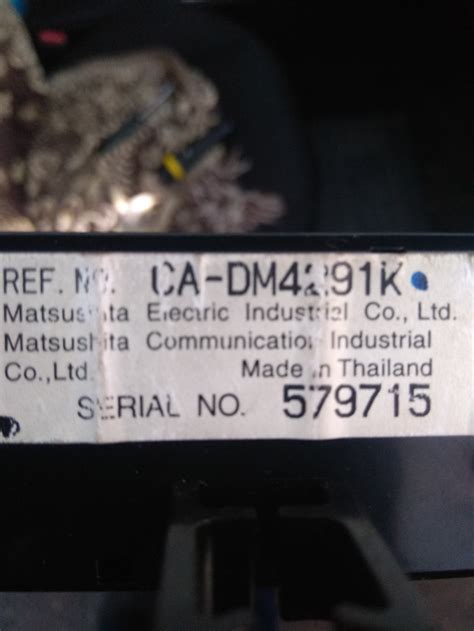 REF. NO. CA-DM4291K
Matsushita Electric Industrial Co., Ltd.
Matsushita Communication Industrial
Co.,Ltd. Made in Thailand
SERIAL NO. 579715